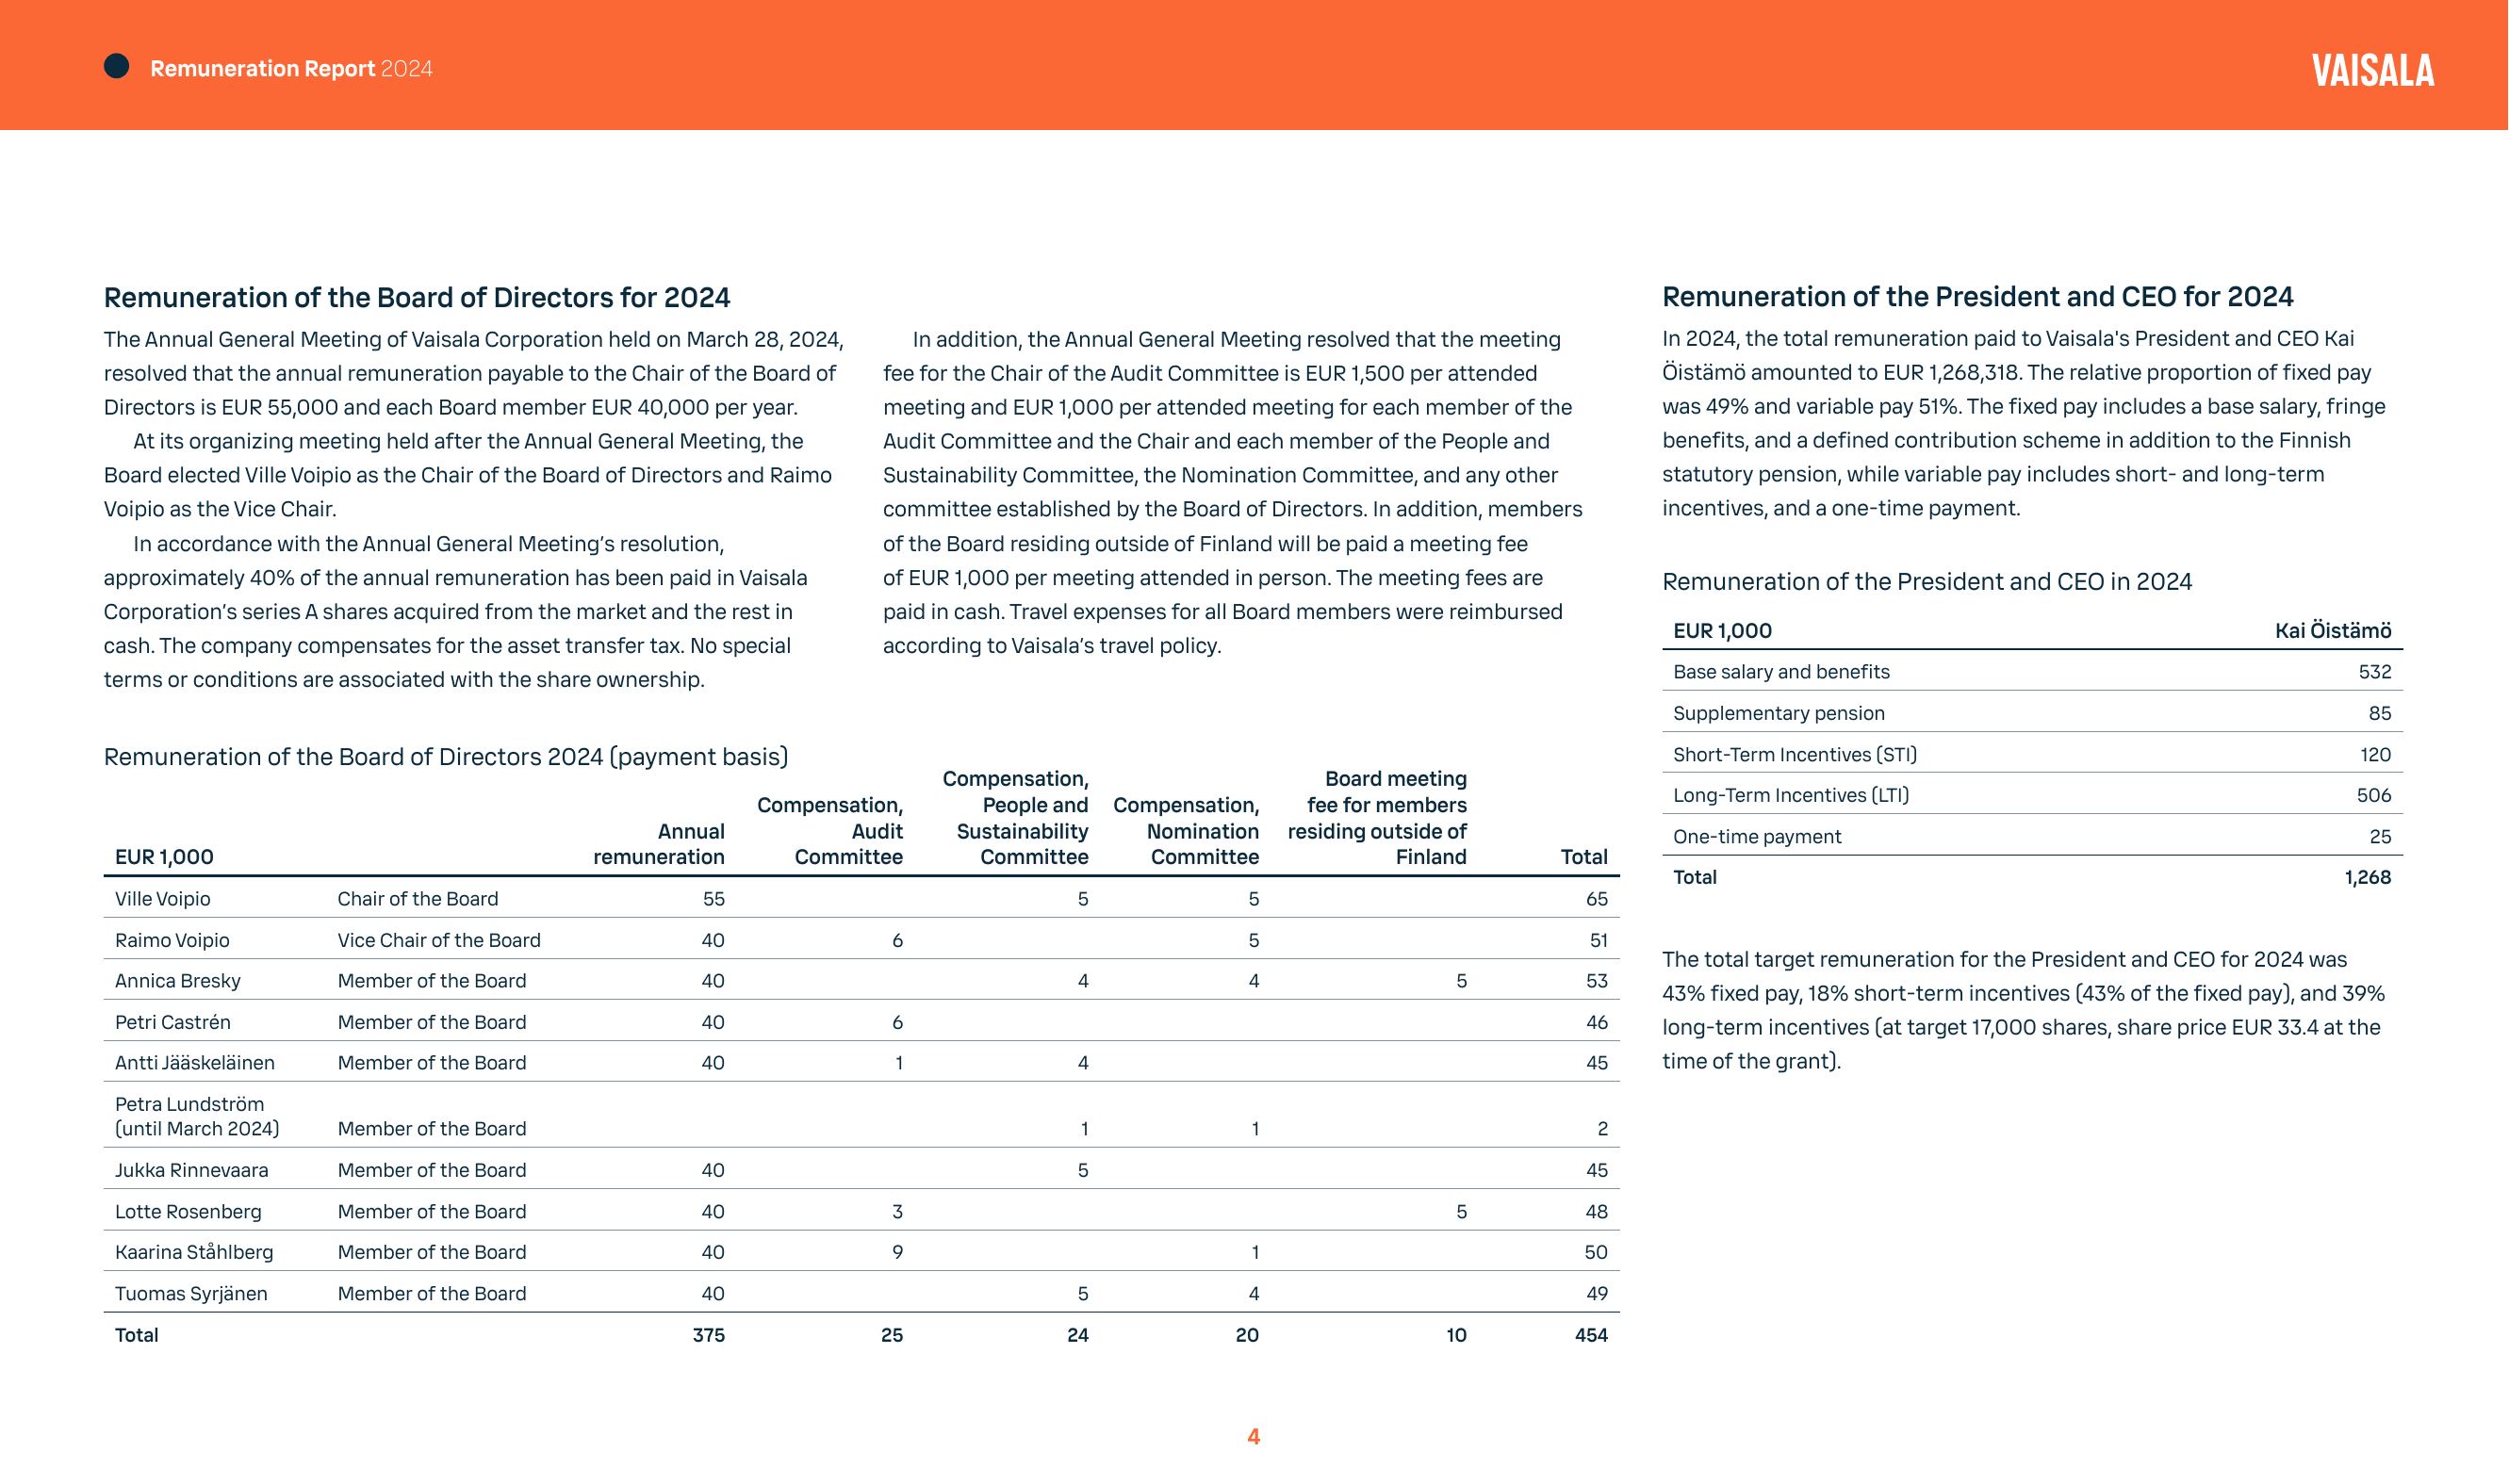 Remuneration Report 2024
VAISALA
Remuneration of the Board of Directors for 2024
The Annual General Meeting of Vaisala Corporation held on March 28, 2024,
resolved that the annual remuneration payable to the Chair of the Board of
Directors is EUR 55,000 and each Board member EUR 40,000 per year.
At its organizing meeting held after the Annual General Meeting, the
Board elected Ville Voipio as the Chair of the Board of Directors and Raimo
Voipio as the Vice Chair.
In accordance with the Annual General Meeting’s resolution,
approximately 40% of the annual remuneration has been paid in Vaisala
Corporation’s series A shares acquired from the market and the rest in
cash. The company compensates for the asset transfer tax. No special
terms or conditions are associated with the share ownership.
In addition, the Annual General Meeting resolved that the meeting
fee for the Chair of the Audit Committee is EUR 1,500 per attended
meeting and EUR 1,000 per attended meeting for each member of the
Audit Committee and the Chair and each member of the People and
Sustainability Committee, the Nomination Committee, and any other
committee established by the Board of Directors. In addition, members
of the Board residing outside of Finland will be paid a meeting fee
of EUR 1,000 per meeting attended in person. The meeting fees are
paid in cash. Travel expenses for all Board members were reimbursed
according to Vaisala’s travel policy.
Remuneration of the Board of Directors 2024 (payment basis)
EUR 1,000 Annual remuneration Compensation, Audit Committee Compensation, People and Sustainability Committee Compensation, Nomination Committee Board meeting fee for members residing outside of Finland Total
Ville Voipio Chair of the Board 55 5 5 65
Raimo Voipio Vice Chair of the Board 40 6 5 51
Annica Bresky Member of the Board 40 4 4 5 53
Petri Castrén Member of the Board 40 6 46
Antti Jääskeläinen Member of the Board 40 1 4 45
Petra Lundström
(until March 2024) Member of the Board 1 1 2
Jukka Rinnevaara Member of the Board 40 5 45
Lotte Rosenberg Member of the Board 40 3 5 48
Kaarina Ståhlberg Member of the Board 40 9 1 50
Tuomas Syrjänen Member of the Board 40 5 4 49
Total 375 25 24 20 10 454
Remuneration of the President and CEO for 2024
In 2024, the total remuneration paid to Vaisala's President and CEO Kai
Öistämö amounted to EUR 1,268,318. The relative proportion of fixed pay
was 49% and variable pay 51%. The fixed pay includes a base salary, fringe
benefits, and a defined contribution scheme in addition to the Finnish
statutory pension, while variable pay includes short- and long-term
incentives, and a one-time payment.
Remuneration of the President and CEO in 2024
EUR 1,000 Kai Öistämö
Base salary and benefits 532
Supplementary pension 85
Short-Term Incentives (STI) 120
Long-Term Incentives (LTI) 506
One-time payment 25
Total 1,268
The total target remuneration for the President and CEO for 2024 was
43% fixed pay, 18% short-term incentives (43% of the fixed pay), and 39%
long-term incentives (at target 17,000 shares, share price EUR 33.4 at the
time of the grant).
4